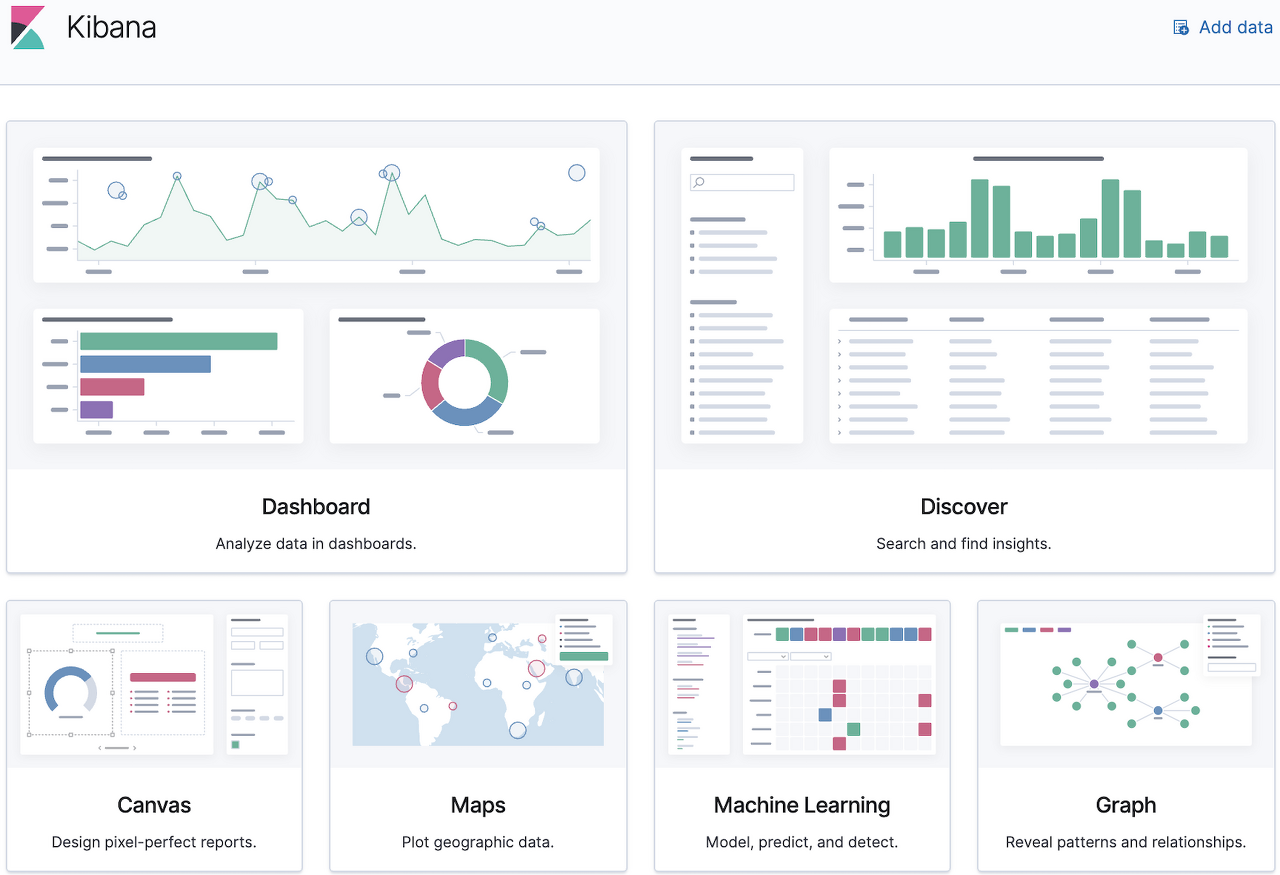 Kibana
Add data
Dashboard
Analyze data in dashboards.
Discover
Search and find insights.
Canvas
Design pixel-perfect reports.
Maps
Plot geographic data.
Machine Learning
Model, predict, and detect.
Graph
Reveal patterns and relationships.